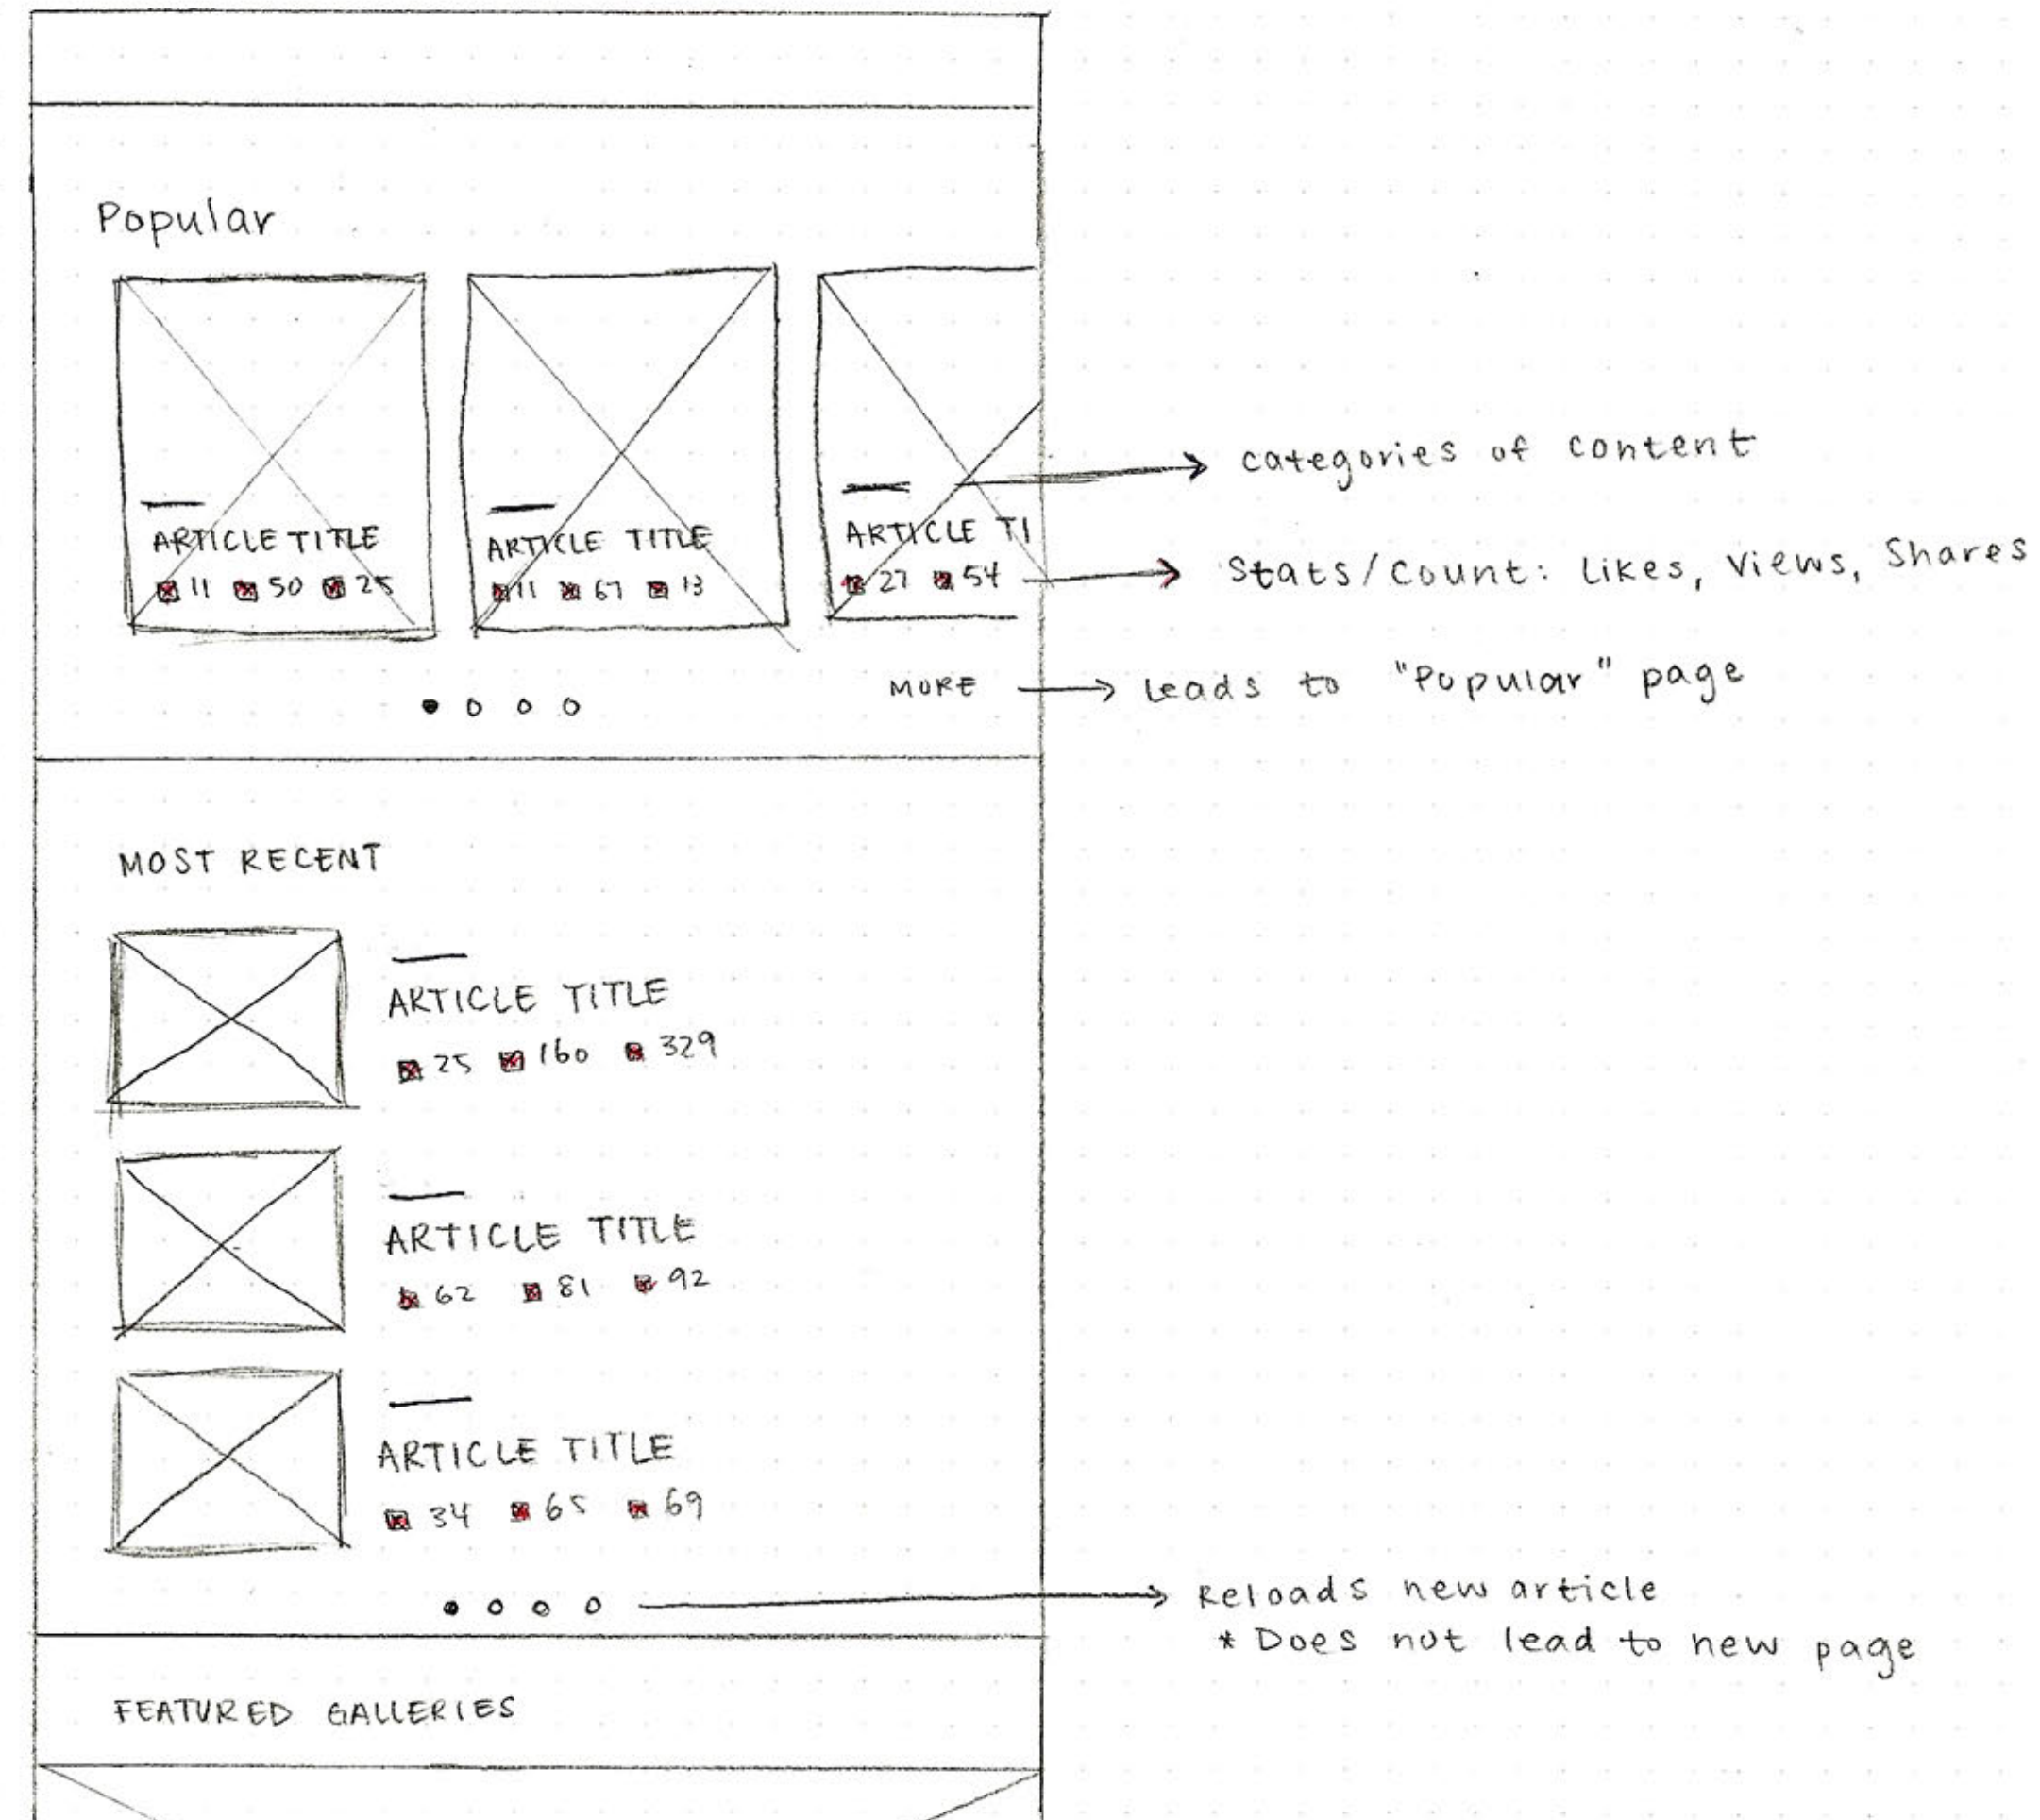 Popular
ARTICLE TITLE
11 50 25
ARTICLE TITLE
11 67 13
ARTICLE TI
27 54
categories of content
Stats/Count: Likes, Views, Shares
MORE
Leads to "Popular" page
MOST RECENT
ARTICLE TITLE
25 160 329
ARTICLE TITLE
62 81 92
ARTICLE TITLE
34 65 69
Reloads new article
* Does not lead to new page
FEATURED GALLERIES